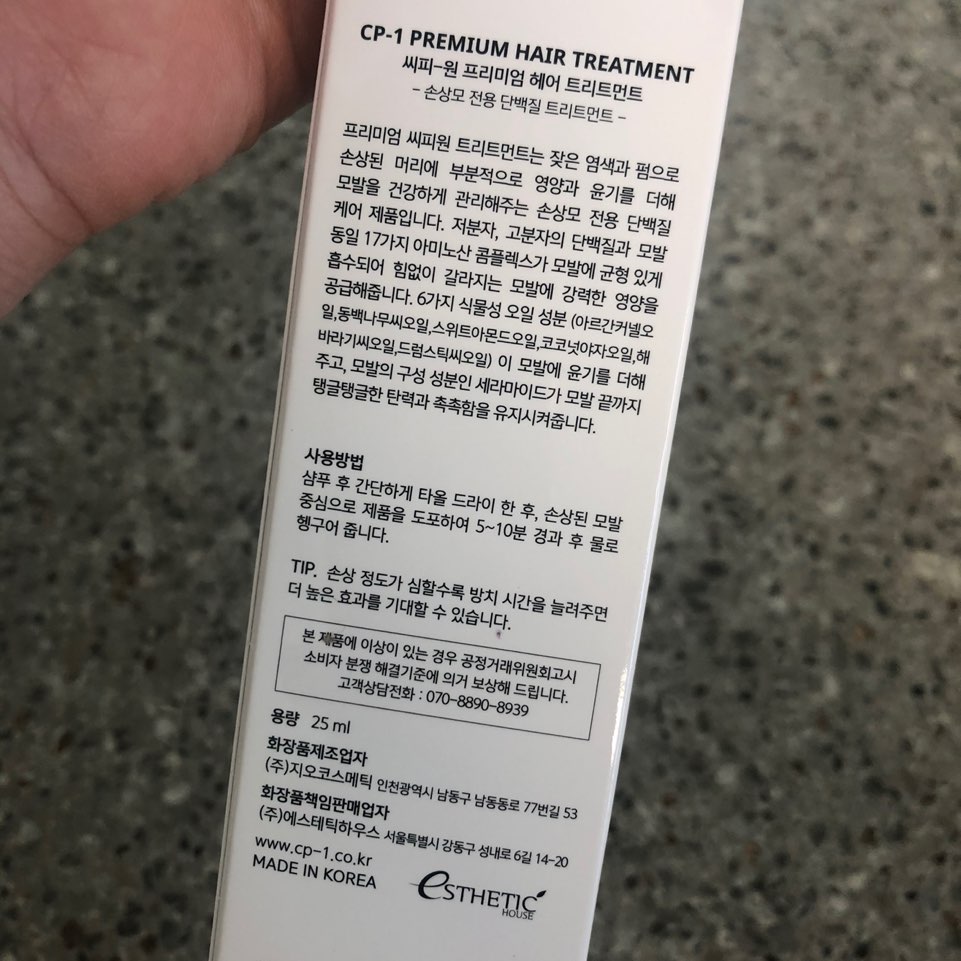 CP-1 PREMIUM HAIR TREATMENT
씨피-원 프리미엄 헤어 트리트먼트
- 손상모 전용 단백질 트리트먼트 -
프리미엄 씨피원 트리트먼트는 잦은 염색과 펌으로
손상된 머리에 부분적으로 영양과 윤기를 더해
모발을 건강하게 관리해주는 손상모 전용 단백질
케어 제품입니다. 저분자, 고분자의 단백질과 모발
동일 17가지 아미노산 콤플렉스가 모발에 균형 있게
흡수되어 힘없이 갈라지는 모발에 강력한 영양을
공급해줍니다. 6가지 식물성 오일 성분 (아르간커넬오
일,동백나무씨오일,스위트아몬드오일,코코넛야자오일,해
바라기씨오일,드럼스틱씨오일) 이 모발에 윤기를 더해
주고, 모발의 구성 성분인 세라마이드가 모발 끝까지
탱글탱글한 탄력과 촉촉함을 유지시켜줍니다.
사용방법
샴푸 후 간단하게 타올 드라이 한 후, 손상된 모발
중심으로 제품을 도포하여 5~10분 경과 후 물로
헹구어 줍니다.
TIP. 손상 정도가 심할수록 방치 시간을 늘려주면
더 높은 효과를 기대할 수 있습니다.
본 제품에 이상이 있는 경우 공정거래위원회고시
소비자 분쟁 해결기준에 의거 보상해 드립니다.
고객상담전화 : 070-8890-8939
용량 25 ml
화장품제조업자
(주)지오코스메틱 인천광역시 남동구 남동동로 77번길 53
화장품책임판매업자
(주)에스테틱하우스 서울특별시 강동구 성내로 6길 14-20
www.cp-1.co.kr
MADE IN KOREA
eSTHETIC
HOUSE